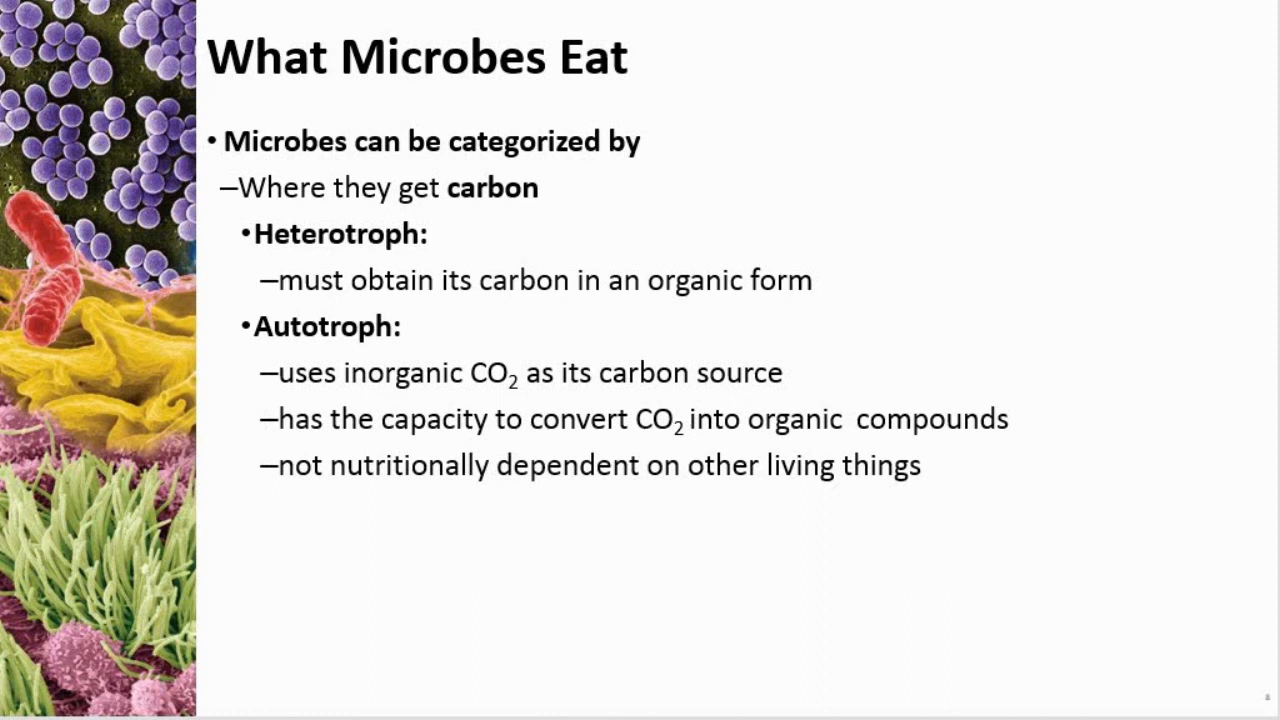 What Microbes Eat
• Microbes can be categorized by
–Where they get carbon
•Heterotroph:
–must obtain its carbon in an organic form
•Autotroph:
–uses inorganic CO₂ as its carbon source
–has the capacity to convert CO₂ into organic  compounds
–not nutritionally dependent on other living things